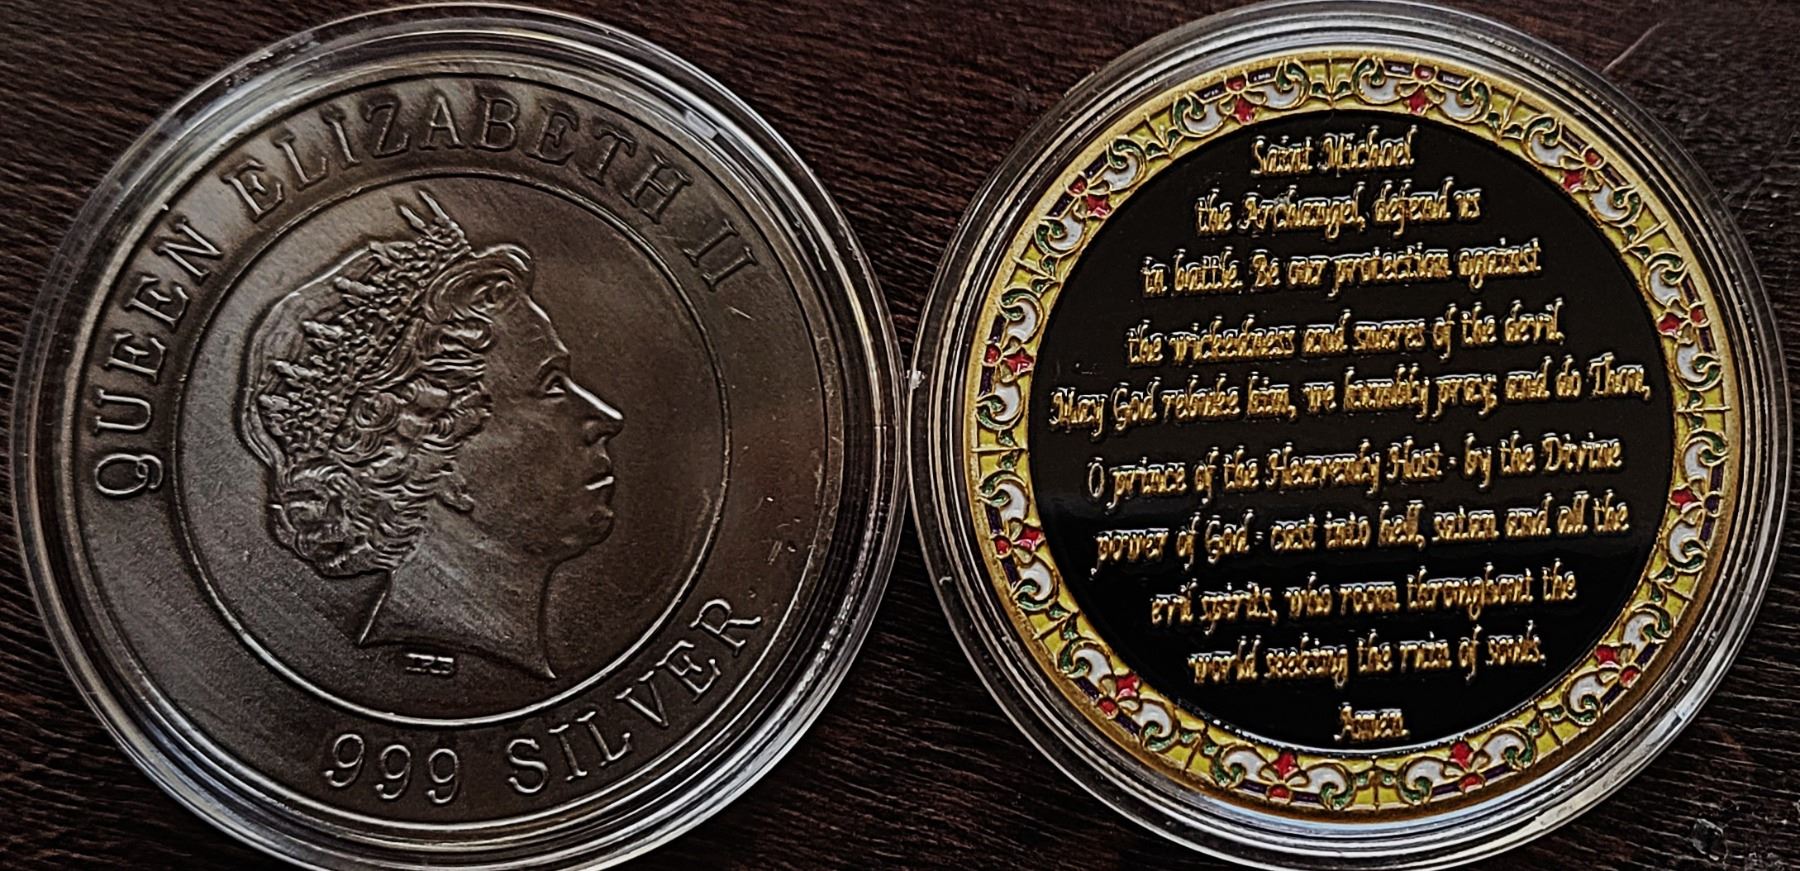 QUEEN ELIZABETH II
IRB
999 SILVER
Saint Michael
the Archangel, defend us
in battle. Be our protection against
the wickedness and snares of the devil.
May God rebuke him, we humbly pray; and do Thou,
O prince of the Heavenly Host - by the Divine
power of God - cast into hell, satan and all the
evil spirits, who roam throughout the
world seeking the ruin of souls.
Amen.